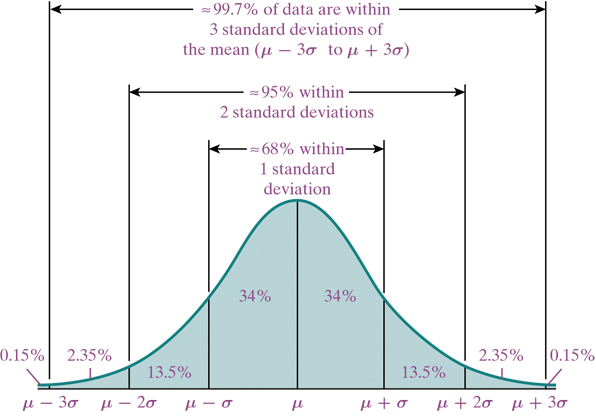 ≈99.7% of data are within
3 standard deviations of
the mean (μ − 3σ to μ + 3σ)
≈95% within
2 standard deviations
≈68% within
1 standard
deviation
34% 34%
0.15% 2.35% 2.35% 0.15%
13.5% 13.5%
μ − 3σ μ − 2σ μ − σ μ μ + σ μ + 2σ μ + 3σ